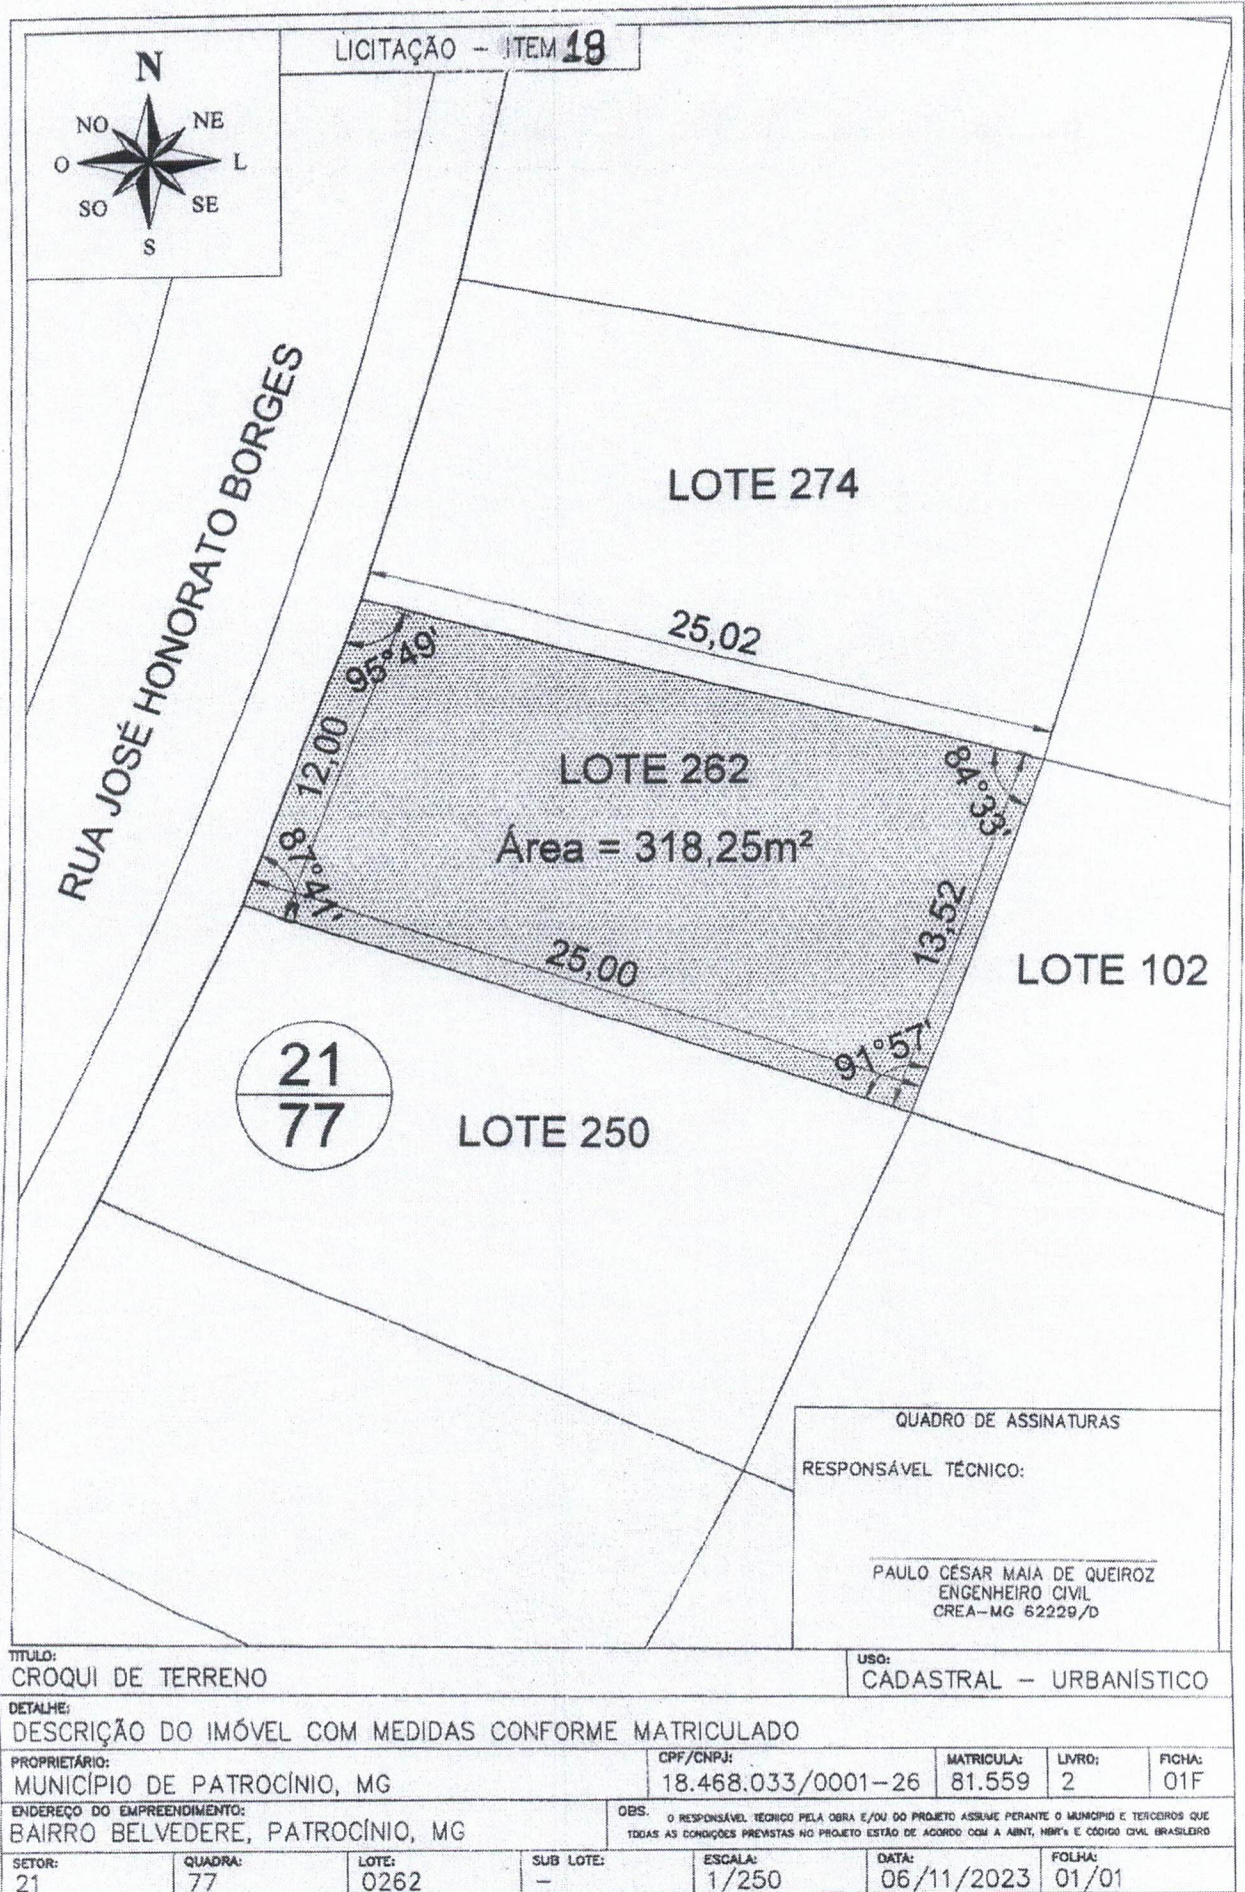 LICITAÇÃO - ITEM 18
N
NO NE
O L
SO SE
S
RUA JOSÉ HONORATO BORGES
LOTE 274
25,02
95°49'
12,00
LOTE 262
84°33'
Área = 318,25m²
87°41'
13,52
25,00
LOTE 102
91°57'
21
77
LOTE 250
QUADRO DE ASSINATURAS
RESPONSÁVEL TÉCNICO:
PAULO CÉSAR MAIA DE QUEIROZ
ENGENHEIRO CIVIL
CREA-MG 62229/D
TITULO:
CROQUI DE TERRENO
USO:
CADASTRAL - URBANÍSTICO
DETALHE:
DESCRIÇÃO DO IMÓVEL COM MEDIDAS CONFORME MATRICULADO
PROPRIETÁRIO:
MUNICÍPIO DE PATROCÍNIO, MG
CPF/CNPJ:
18.468.033/0001-26
MATRICULA:
81.559
LIVRO:
2
FICHA:
01F
ENDEREÇO DO EMPREENDIMENTO:
BAIRRO BELVEDERE, PATROCÍNIO, MG
OBS. O RESPONSÁVEL TÉCNICO PELA OBRA E/OU DO PROJETO ASSUME PERANTE O MUNICIPIO E TERCEIROS QUE
TODAS AS CONDIÇÕES PREVISTAS NO PROJETO ESTÃO DE ACORDO COM A ABNT, NBR's E CÓDIGO CIVIL BRASILEIRO
SETOR:
21
QUADRA:
77
LOTE:
0262
SUB LOTE:
-
ESCALA:
1/250
DATA:
06/11/2023
FOLHA:
01/01